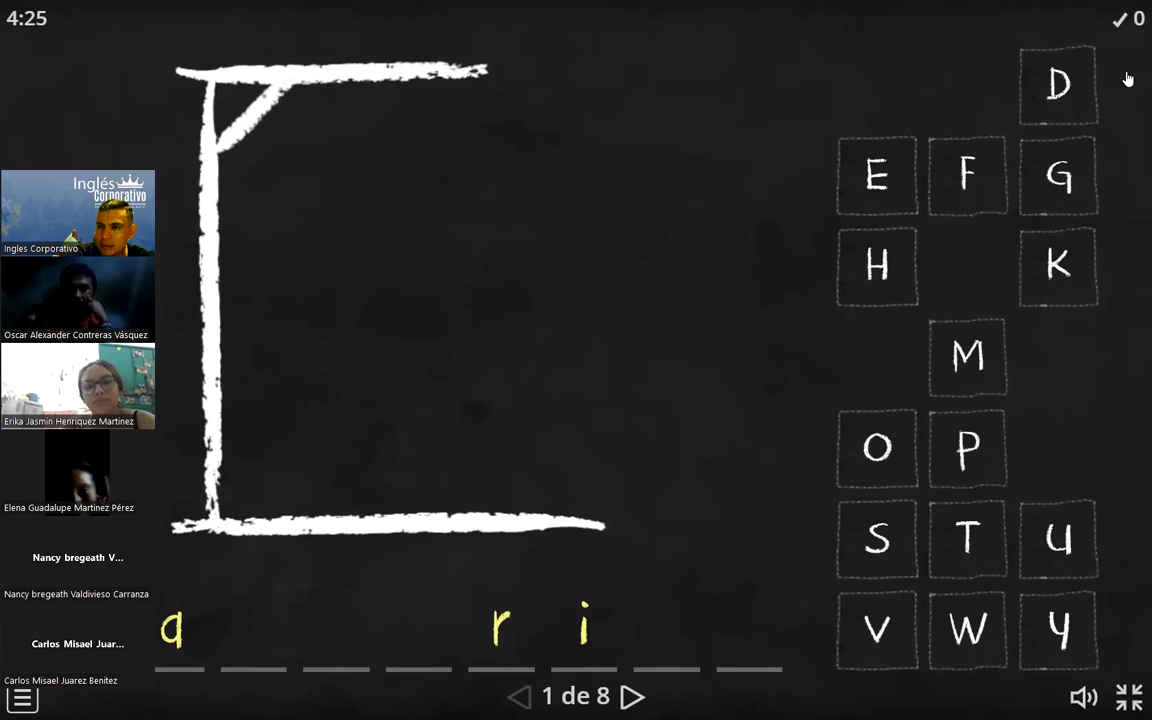 4:25
✓ 0
D
E F G
Inglés
Corporativo
Ingles Corporativo
H K
Oscar Alexander Contreras Vásquez
M
Erika Jasmin Henriquez Martinez
O P
Elena Guadalupe Martinez Pérez
S T U
Nancy bregeath V...
Nancy bregeath Valdivieso Carranza
a r i
V W Y
Carlos Misael Juar...
Carlos Misael Juarez Benitez
1 de 8